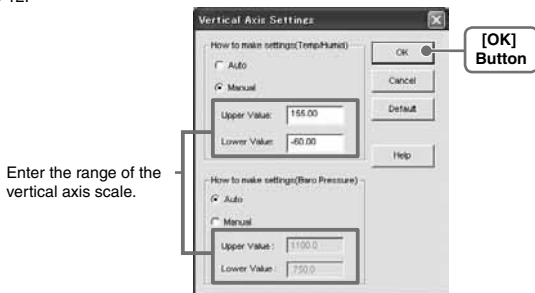 12.
Vertical Axis Settings
How to make settings(Temp/Humid)
Auto
Manual
Upper Value: 155.00
Lower Value: -60.00
OK
Cancel
Default
Help
[OK]
Button
Enter the range of the
vertical axis scale.
How to make settings(Baro Pressure)
Auto
Manual
Upper Value : 1100.0
Lower Value : 750.0